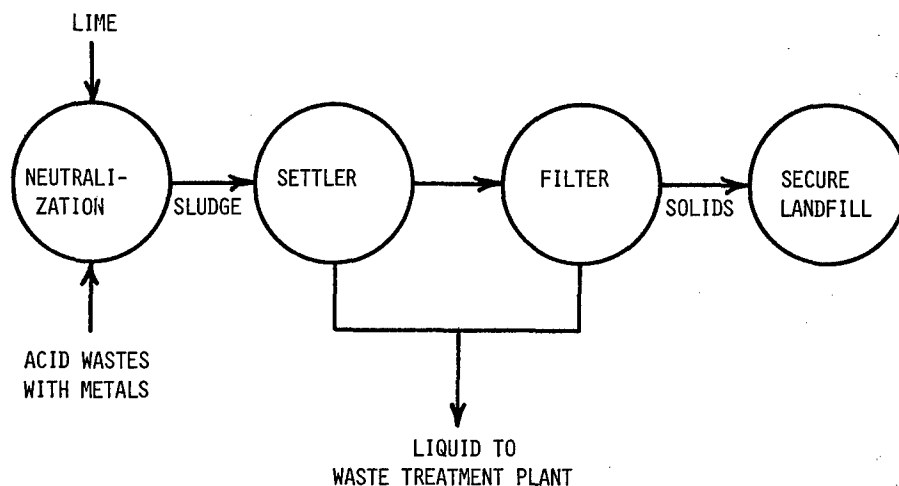 LIME
NEUTRALI-
ZATION
SLUDGE
SETTLER
FILTER
SOLIDS
SECURE
LANDFILL
ACID WASTES
WITH METALS
LIQUID TO
WASTE TREATMENT PLANT